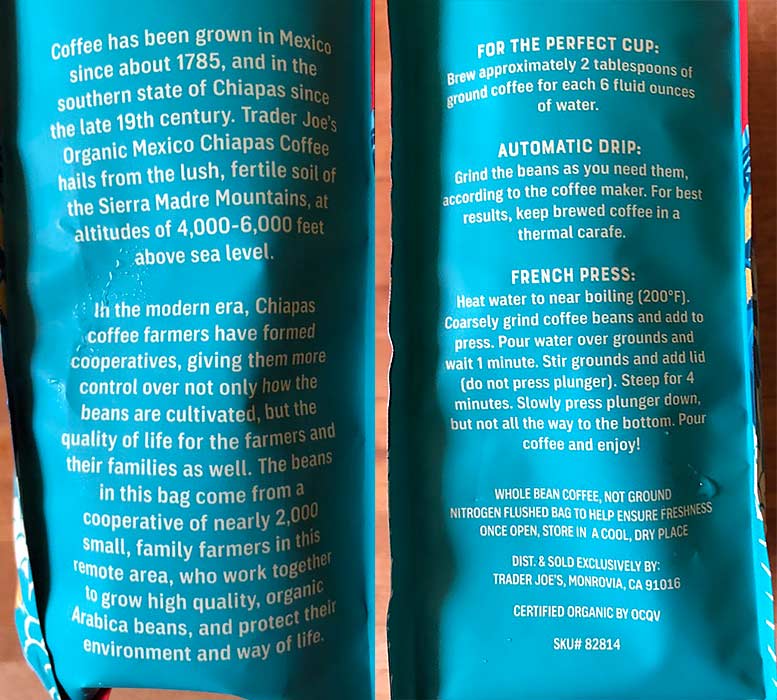 Coffee has been grown in Mexico
since about 1785, and in the
southern state of Chiapas since
the late 19th century. Trader Joe's
Organic Mexico Chiapas Coffee
hails from the lush, fertile soil of
the Sierra Madre Mountains, at
altitudes of 4,000-6,000 feet
above sea level.
In the modern era, Chiapas
coffee farmers have formed
cooperatives, giving them more
control over not only how the
beans are cultivated, but the
quality of life for the farmers and
their families as well. The beans
in this bag come from a
cooperative of nearly 2,000
small, family farmers in this
remote area, who work together
to grow high quality, organic
Arabica beans, and protect their
environment and way of life.
FOR THE PERFECT CUP:
Brew approximately 2 tablespoons of
ground coffee for each 6 fluid ounces
of water.
AUTOMATIC DRIP:
Grind the beans as you need them,
according to the coffee maker. For best
results, keep brewed coffee in a
thermal carafe.
FRENCH PRESS:
Heat water to near boiling (200°F).
Coarsely grind coffee beans and add to
press. Pour water over grounds and
wait 1 minute. Stir grounds and add lid
(do not press plunger). Steep for 4
minutes. Slowly press plunger down,
but not all the way to the bottom. Pour
coffee and enjoy!
WHOLE BEAN COFFEE, NOT GROUND
NITROGEN FLUSHED BAG TO HELP ENSURE FRESHNESS
ONCE OPEN, STORE IN A COOL, DRY PLACE
DIST. & SOLD EXCLUSIVELY BY:
TRADER JOE'S, MONROVIA, CA 91016
CERTIFIED ORGANIC BY OCQV
SKU# 82814